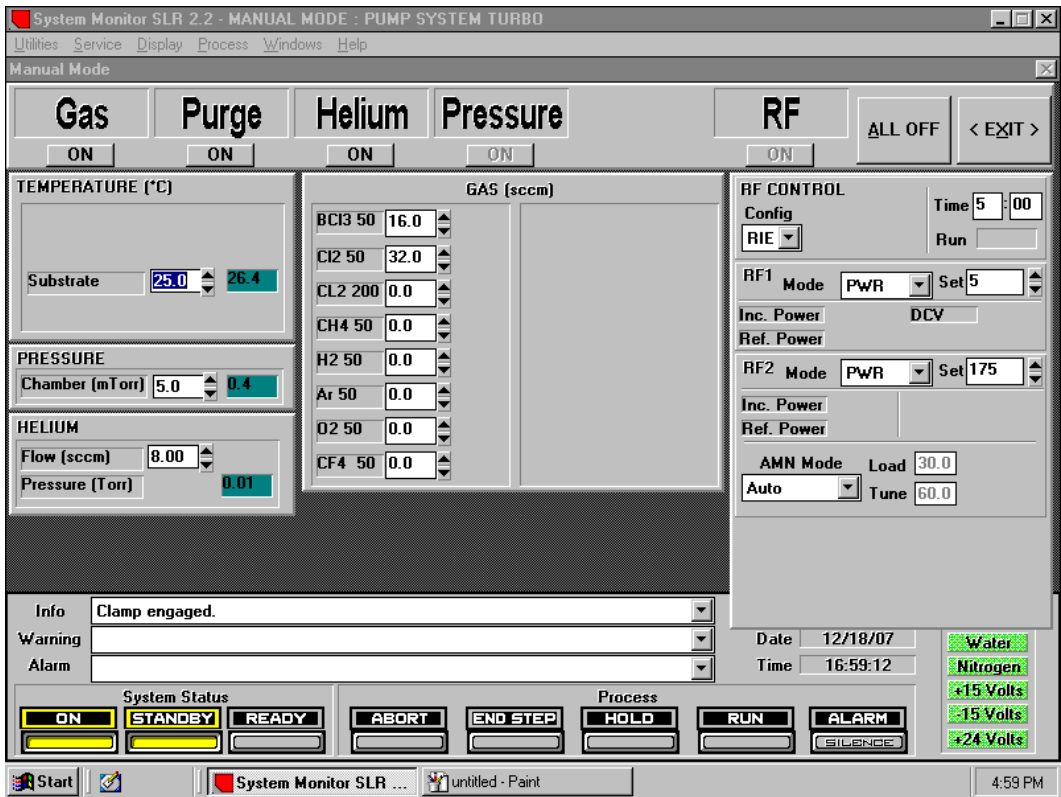 System Monitor SLR 2.2 - MANUAL MODE : PUMP SYSTEM TURBO
Utilities Service Display Process Windows Help
Manual Mode
Gas Purge Helium Pressure RF
ALL OFF < EXIT >
ON ON ON ON ON
TEMPERATURE (°C)
Substrate 25.0 26.4
PRESSURE
Chamber (mTorr) 5.0 0.4
HELIUM
Flow (sccm) 8.00
Pressure (Torr) 0.01
GAS (sccm)
BCl3 50 16.0
Cl2 50 32.0
CL2 200 0.0
CH4 50 0.0
H2 50 0.0
Ar 50 0.0
O2 50 0.0
CF4 50 0.0
RF CONTROL
Config
RIE
Time 5 : 00
Run
RF1 Mode PWR Set 5
Inc. Power DCV
Ref. Power
RF2 Mode PWR Set 175
Inc. Power
Ref. Power
AMN Mode Load 30.0
Auto Tune 60.0
Info Clamp engaged.
Warning
Alarm
Date 12/18/07
Time 16:59:12
Water
Nitrogen
+15 Volts
-15 Volts
+24 Volts
System Status
ON STANDBY READY
Process
ABORT END STEP HOLD RUN ALARM
SILENCE
Start System Monitor SLR ... untitled - Paint 4:59 PM